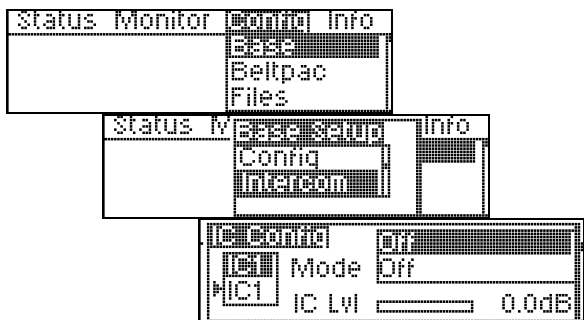 Status Monitor Config Info
Base
Beltpac
Files
Status M Base Setup Info
Config
Intercom
IC Config Off
IC1 Mode Off
IC1 IC Lvl 0.0dB